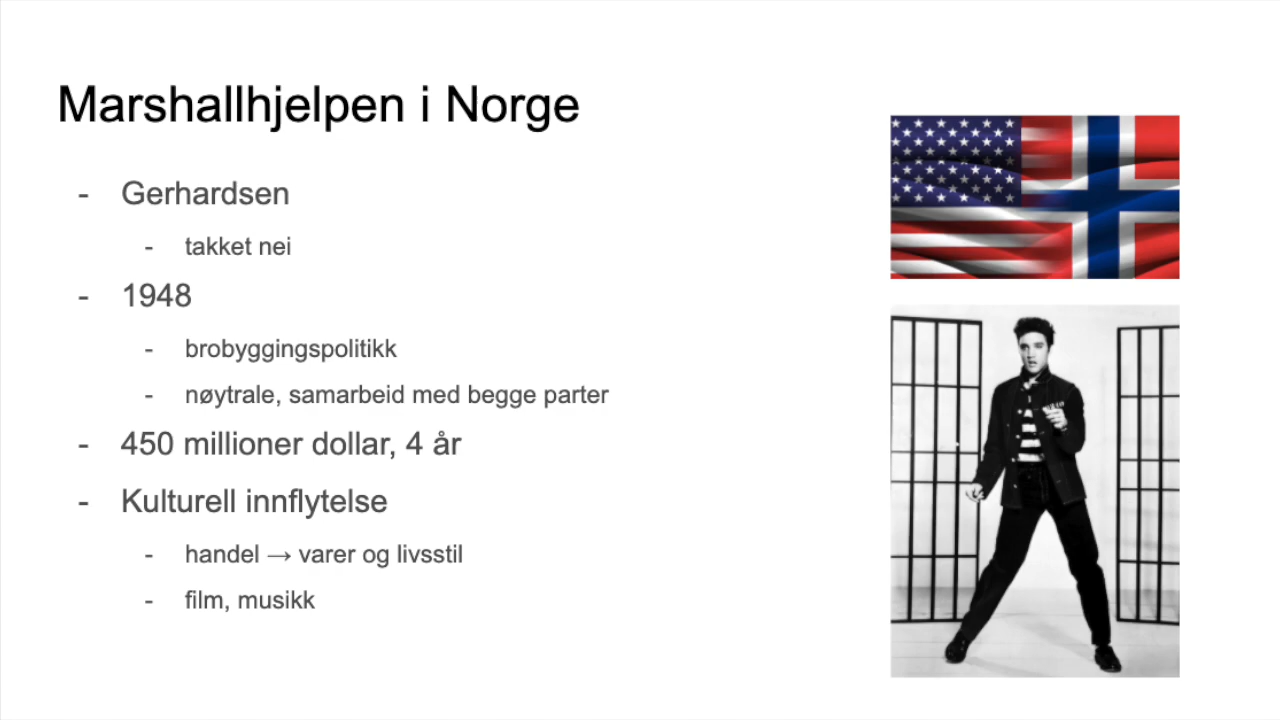 Marshallhjelpen i Norge
- Gerhardsen
- takket nei
- 1948
- brobyggingspolitikk
- nøytrale, samarbeid med begge parter
- 450 millioner dollar, 4 år
- Kulturell innflytelse
- handel → varer og livsstil
- film, musikk